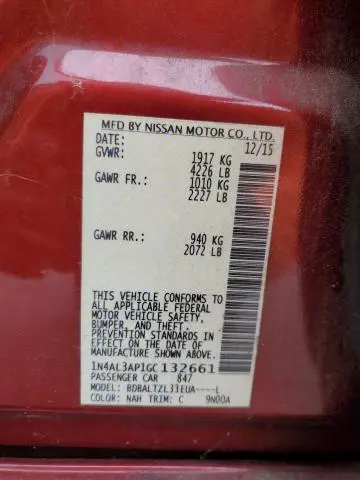 MFD BY NISSAN MOTOR CO., LTD.
DATE: 12/15
GVWR: 1917 KG
4226 LB
GAWR FR.: 1010 KG
2227 LB
GAWR RR.: 940 KG
2072 LB
THIS VEHICLE CONFORMS TO
ALL APPLICABLE FEDERAL
MOTOR VEHICLE SAFETY,
BUMPER, AND THEFT
PREVENTION STANDARDS IN
EFFECT ON THE DATE OF
MANUFACTURE SHOWN ABOVE.
1N4AL3AP1GC132661
PASSENGER CAR 847
MODEL: BDBALTZL33EUA----L
COLOR: NAH TRIM: C 9N00A